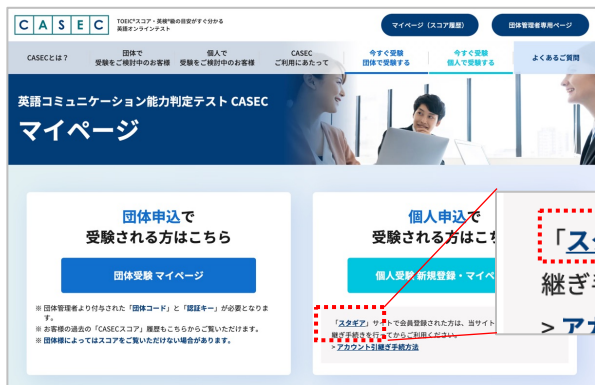 CASEC
TOEIC®スコア・英検®級の目安がすぐ分かる
英語オンラインテスト
マイページ(スコア履歴)
団体管理者専用ページ
CASECとは?
団体で
受験をご検討中のお客様
個人で
受験をご検討中のお客様
CASEC
ご利用にあたって
今すぐ受験
団体で受験する
今すぐ受験
個人で受験する
よくあるご質問
英語コミュニケーション能力判定テスト CASEC
マイページ
団体申込で
受験される方はこちら
団体受験 マイページ
※ 団体管理者より付与された「団体コード」と「認証キー」が必要となりま
す。
※ お客様の過去の「CASECスコア」履歴もこちらからご覧いただけます。
※ 団体様によってはスコアをご覧いただけない場合があります。
個人申込で
受験される方はこち
個人受験 新規登録・マイペ
「スタギア」サイトで会員登録された方は、当サイト
継ぎ手続きを行ってからご利用ください。
> アカウント引継ぎ手続方法
「ス
継ぎ
> アカ